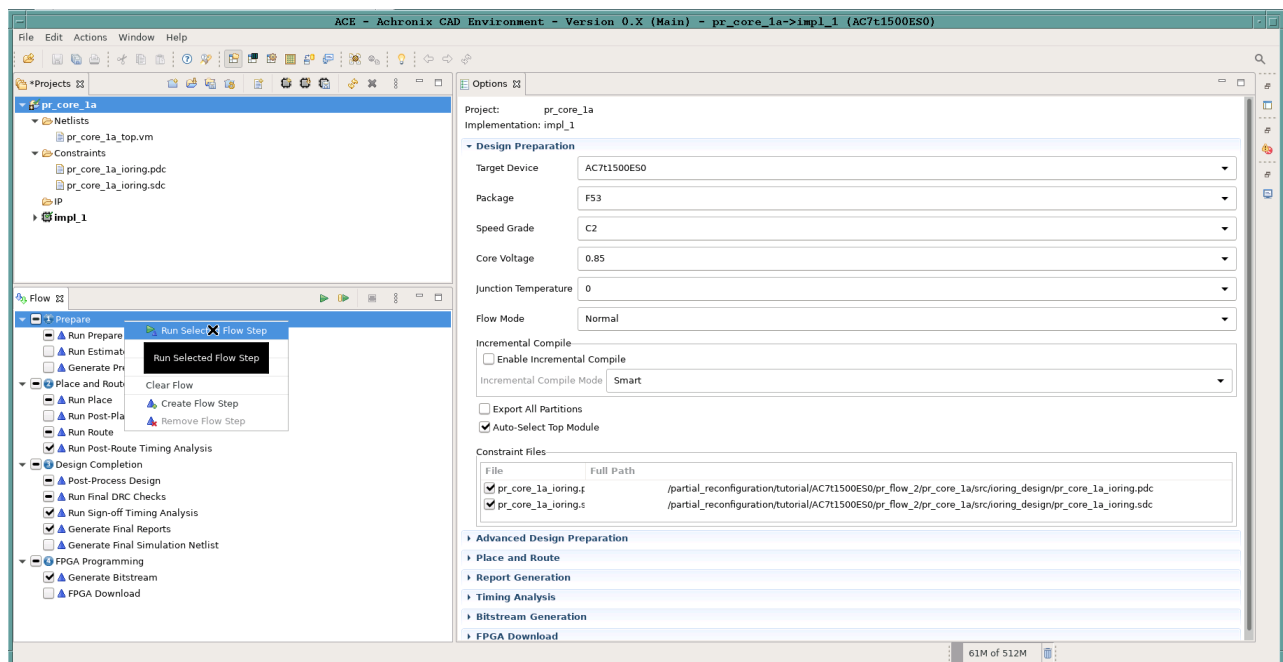 ACE - Achronix CAD Environment - Version 0.X (Main) - pr_core_1a->impl_1 (AC7t1500ES0)
File Edit Actions Window Help
*Projects
pr_core_1a
Netlists
pr_core_1a_top.vm
Constraints
pr_core_1a_ioring.pdc
pr_core_1a_ioring.sdc
IP
impl_1
Flow
Prepare
Run Prepare
Run Estimat
Generate Pr
Place and Rout
Run Place
Run Post-Pla
Run Route
Run Post-Route Timing Analysis
Design Completion
Post-Process Design
Run Final DRC Checks
Run Sign-off Timing Analysis
Generate Final Reports
Generate Final Simulation Netlist
FPGA Programming
Generate Bitstream
FPGA Download
Run Selected Flow Step
Run Selected Flow Step
Clear Flow
Create Flow Step
Remove Flow Step
Options
Project: pr_core_1a
Implementation: impl_1
Design Preparation
Target Device AC7t1500ES0
Package F53
Speed Grade C2
Core Voltage 0.85
Junction Temperature 0
Flow Mode Normal
Incremental Compile
Enable Incremental Compile
Incremental Compile Mode Smart
Export All Partitions
Auto-Select Top Module
Constraint Files
File Full Path
pr_core_1a_ioring.p /partial_reconfiguration/tutorial/AC7t1500ES0/pr_flow_2/pr_core_1a/src/ioring_design/pr_core_1a_ioring.pdc
pr_core_1a_ioring.s /partial_reconfiguration/tutorial/AC7t1500ES0/pr_flow_2/pr_core_1a/src/ioring_design/pr_core_1a_ioring.sdc
Advanced Design Preparation
Place and Route
Report Generation
Timing Analysis
Bitstream Generation
FPGA Download
61M of 512M